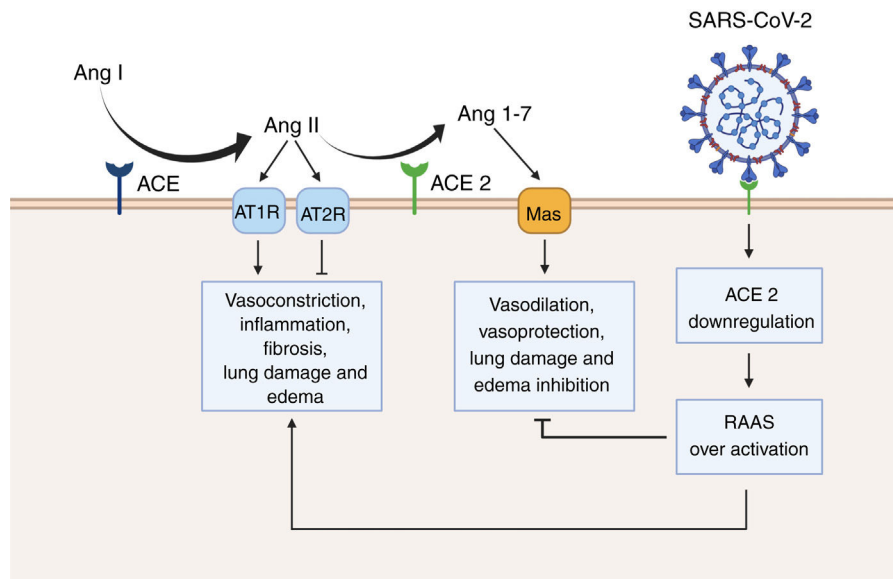 SARS-CoV-2
Ang I
Ang II
Ang 1-7
ACE
ACE 2
AT1R
AT2R
Mas
Vasoconstriction,
inflammation,
fibrosis,
lung damage and
edema
Vasodilation,
vasoprotection,
lung damage and
edema inhibition
ACE 2
downregulation
RAAS
over activation